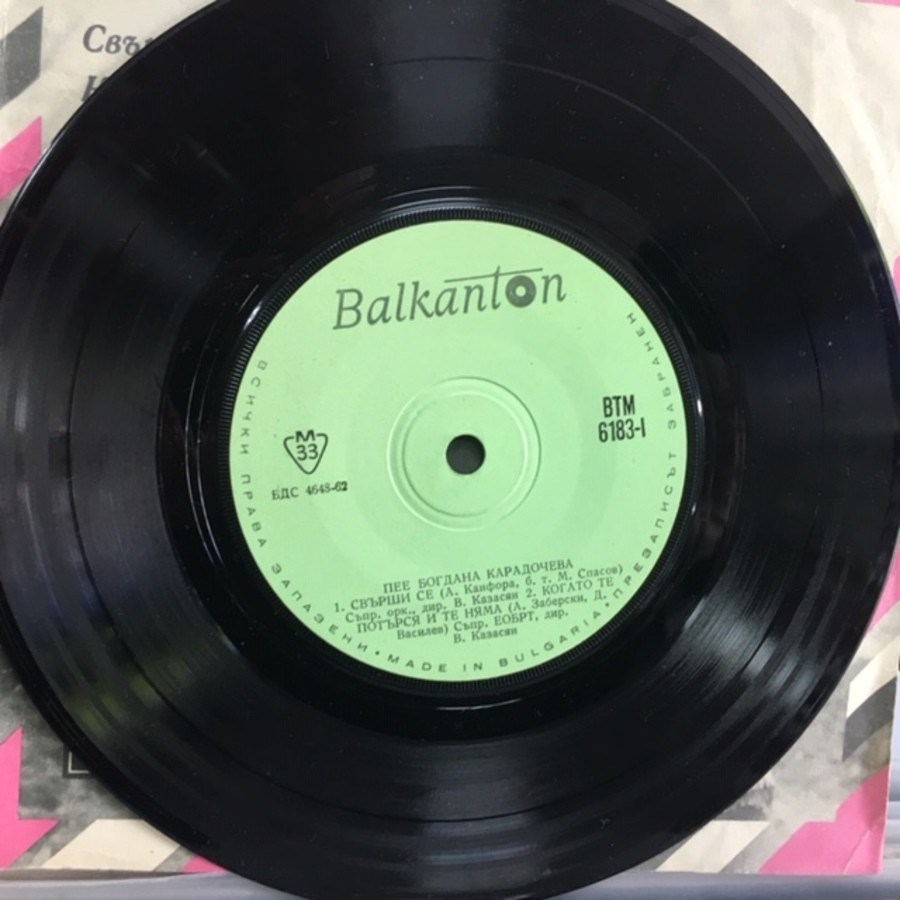 Balkanton
ВТМ
6183-I
М
33
БДС 4648-62
ПЕЕ БОГДАНА КАРАДОЧЕВА
1. СВЪРШИ СЕ (А. Канфора, б. т. М. Спасов)
Съпр. орк., дир. В. Казасян 2. КОГАТО ТЕ
ПОТЪРСЯ И ТЕ НЯМА (А. Заберски, Д.
Василев) Съпр. ЕОБРТ, дир.
В. Казасян
ВСИЧКИ ПРАВА ЗАПАЗЕНИ • MADE IN BULGARIA • ПРЕЗАПИСЪТ ЗАБРАНЕН